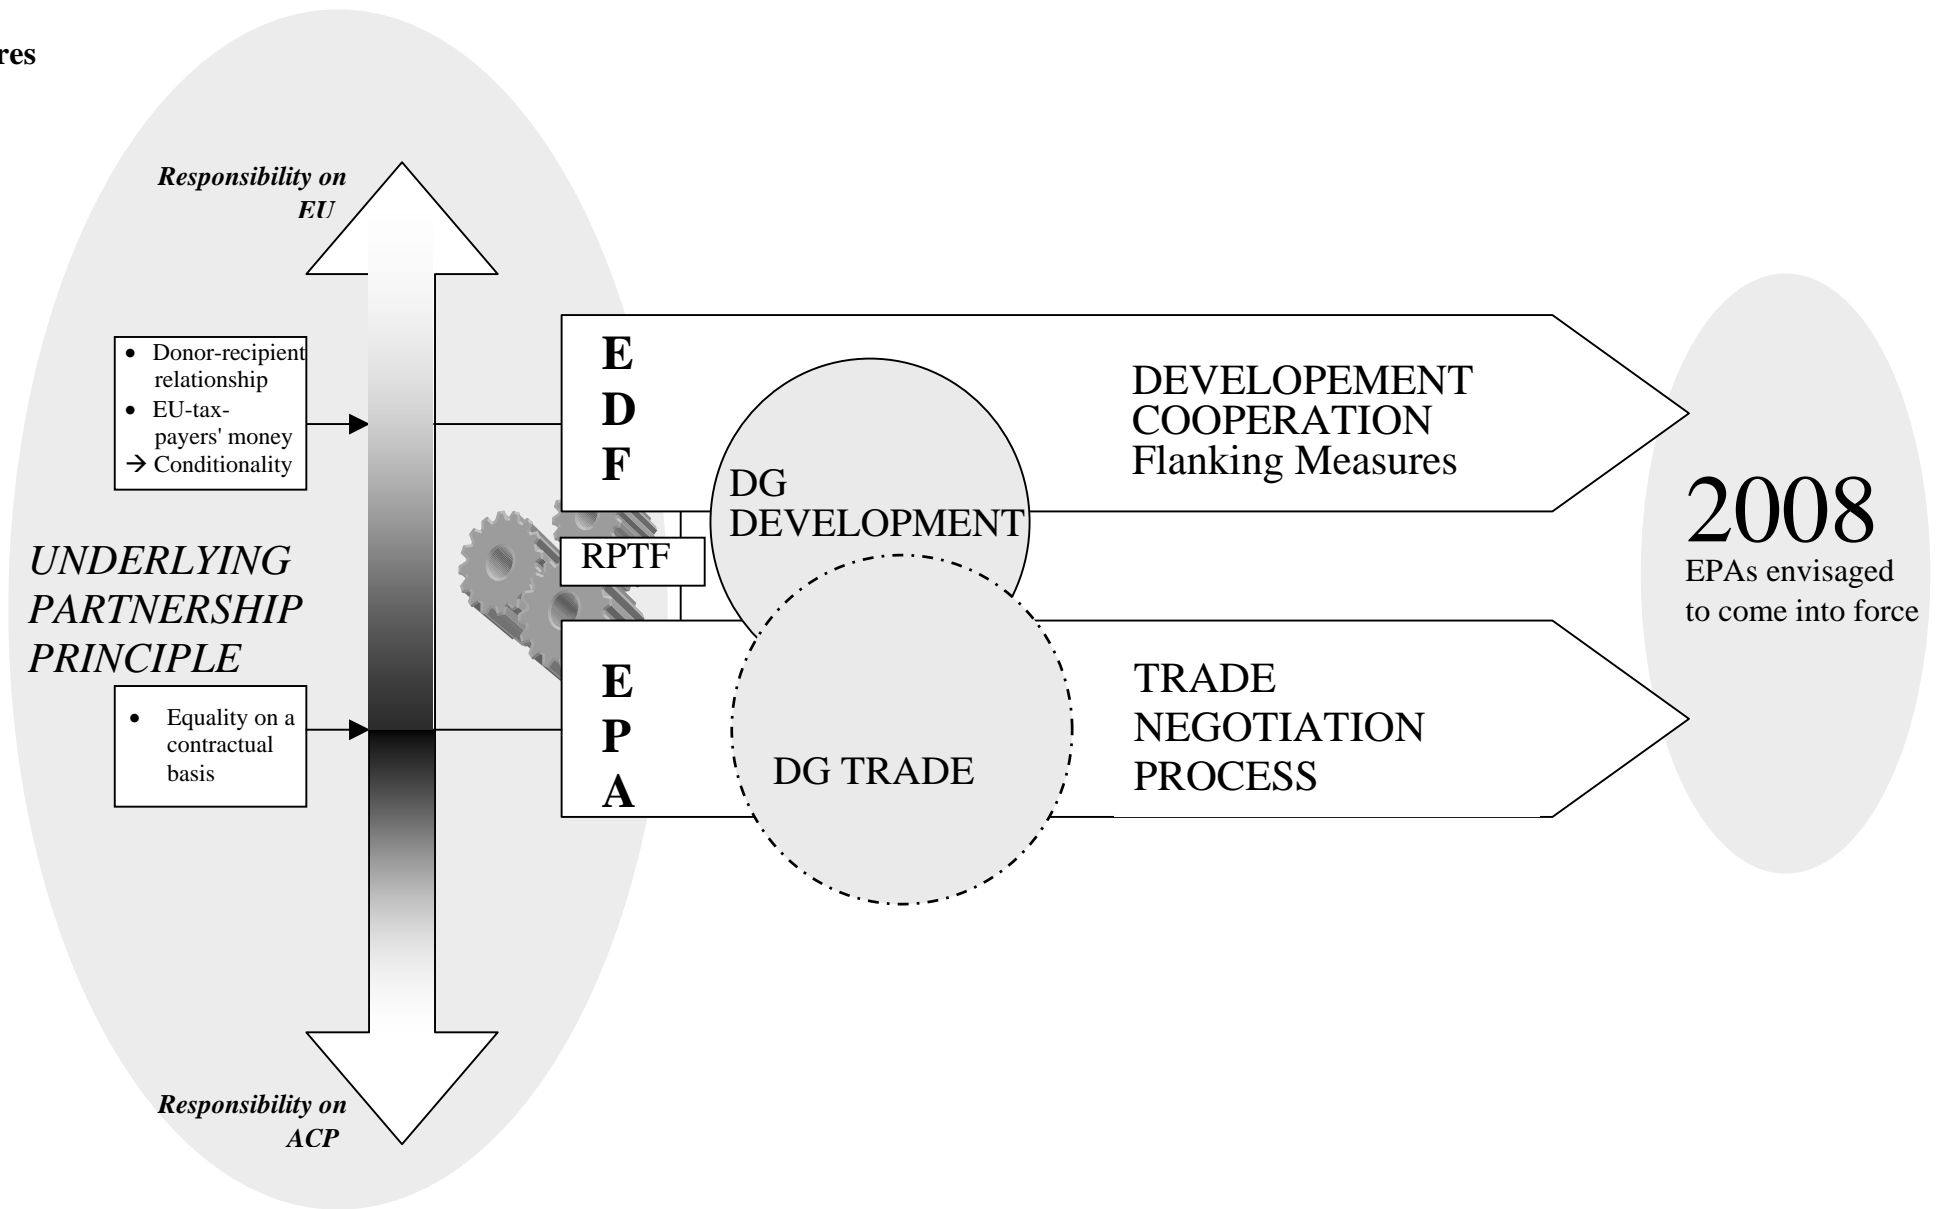 res
Responsibility on
EU
• Donor-recipient
relationship
• EU-tax-
payers' money
→ Conditionality
UNDERLYING
PARTNERSHIP
PRINCIPLE
• Equality on a
contractual
basis
Responsibility on
ACP
E
D
F
RPTF
E
P
A
DG
DEVELOPMENT
DG TRADE
DEVELOPEMENT
COOPERATION
Flanking Measures
TRADE
NEGOTIATION
PROCESS
2008
EPAs envisaged
to come into force